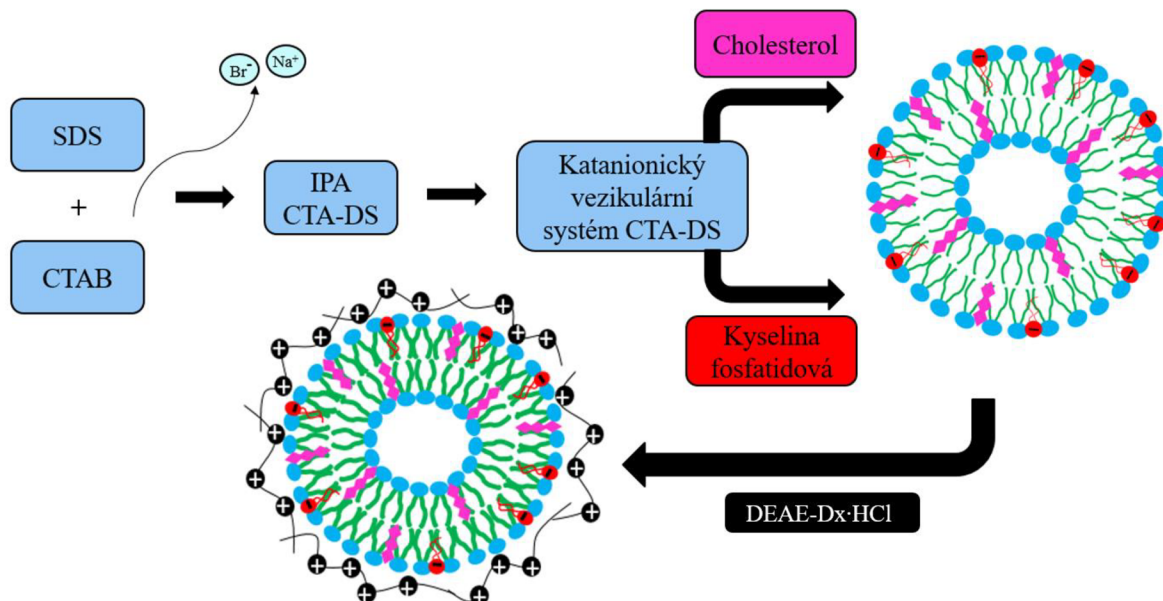 SDS
+
CTAB
Br-
Na+
IPA
CTA-DS
Katanionický
vezikulární
systém CTA-DS
Cholesterol
Kyselina
fosfatidová
DEAE-Dx·HCl